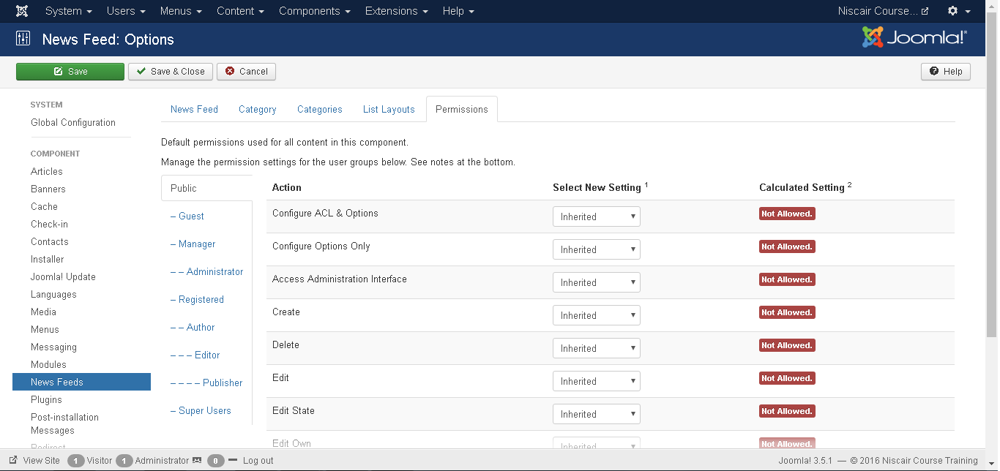 System Users Menus Content Components Extensions Help Niscair Course...
News Feed: Options Joomla!®
Save Save & Close Cancel Help
SYSTEM
Global Configuration
COMPONENT
Articles
Banners
Cache
Check-in
Contacts
Installer
Joomla! Update
Languages
Media
Menus
Messaging
Modules
News Feeds
Plugins
Post-installation
Messages
Redirect
News Feed Category Categories List Layouts Permissions
Default permissions used for all content in this component.
Manage the permission settings for the user groups below. See notes at the bottom.
Public
– Guest
– Manager
– – Administrator
– Registered
– – Author
– – – Editor
– – – – Publisher
– Super Users
Action Select New Setting 1 Calculated Setting 2
Configure ACL & Options Inherited Not Allowed.
Configure Options Only Inherited Not Allowed.
Access Administration Interface Inherited Not Allowed.
Create Inherited Not Allowed.
Delete Inherited Not Allowed.
Edit Inherited Not Allowed.
Edit State Inherited Not Allowed.
Edit Own Inherited Not Allowed.
View Site 1 Visitor 1 Administrator 0 Log out Joomla! 3.5.1 — © 2016 Niscair Course Training